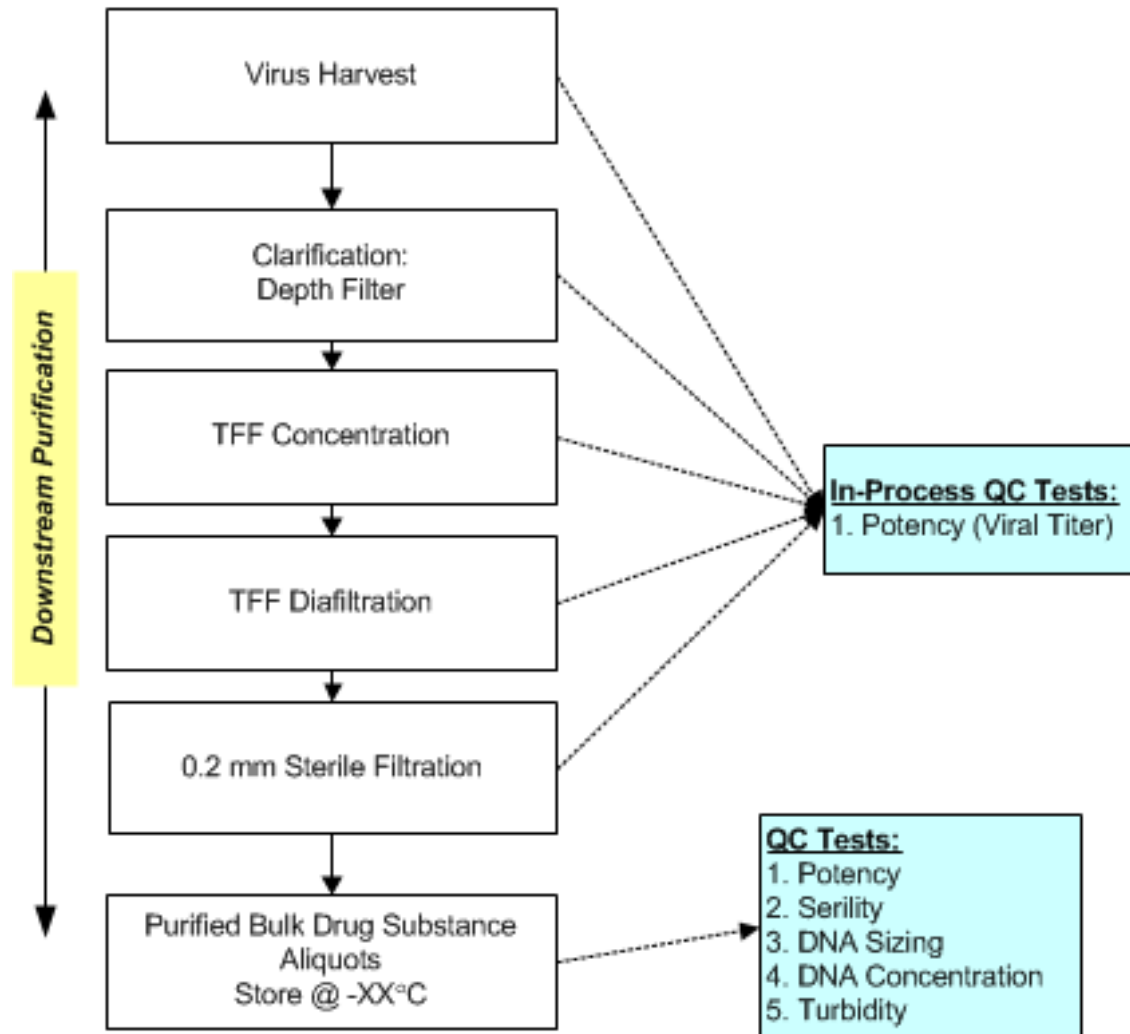 Virus Harvest
Clarification:
Depth Filter
TFF Concentration
TFF Diafiltration
0.2 mm Sterile Filtration
Purified Bulk Drug Substance
Aliquots
Store @ -XX°C
Downstream Purification
In-Process QC Tests:
1. Potency (Viral Titer)
QC Tests:
1. Potency
2. Serility
3. DNA Sizing
4. DNA Concentration
5. Turbidity